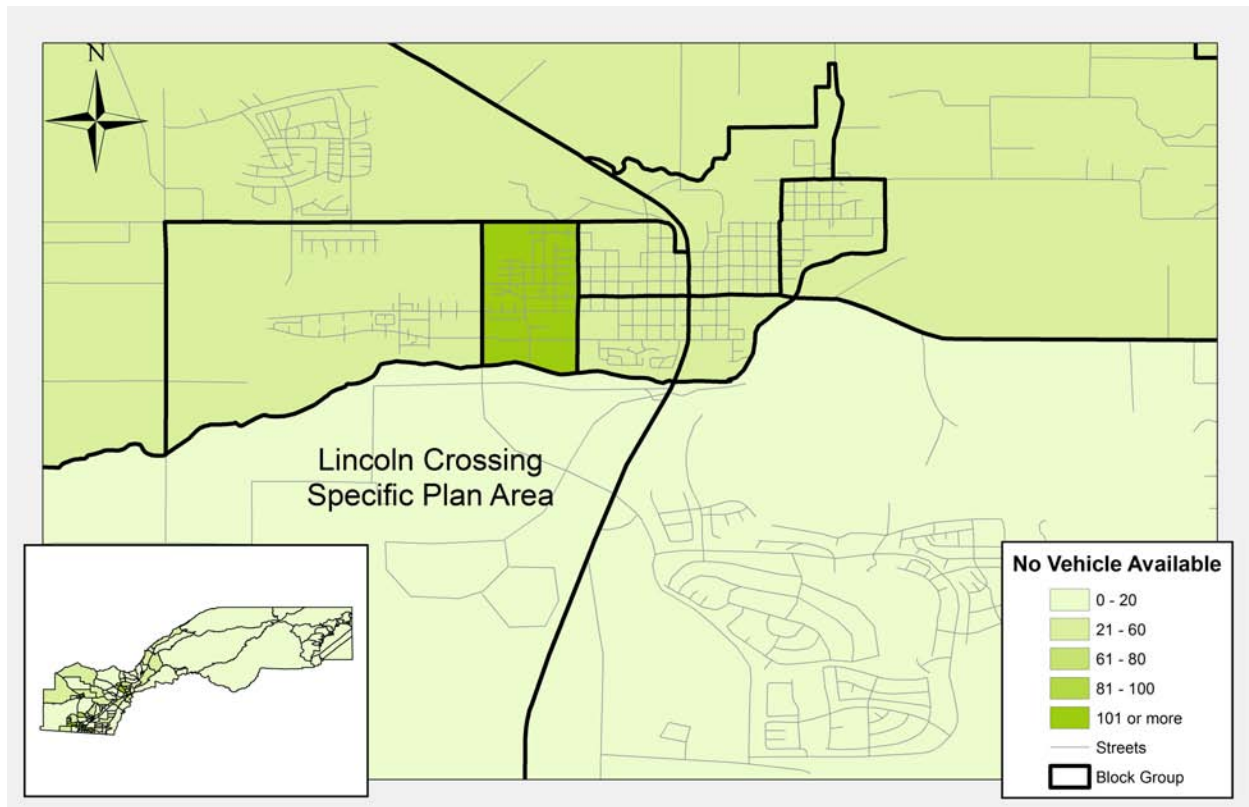 N
Lincoln Crossing
Specific Plan Area
No Vehicle Available
0 - 20
21 - 60
61 - 80
81 - 100
101 or more
Streets
Block Group